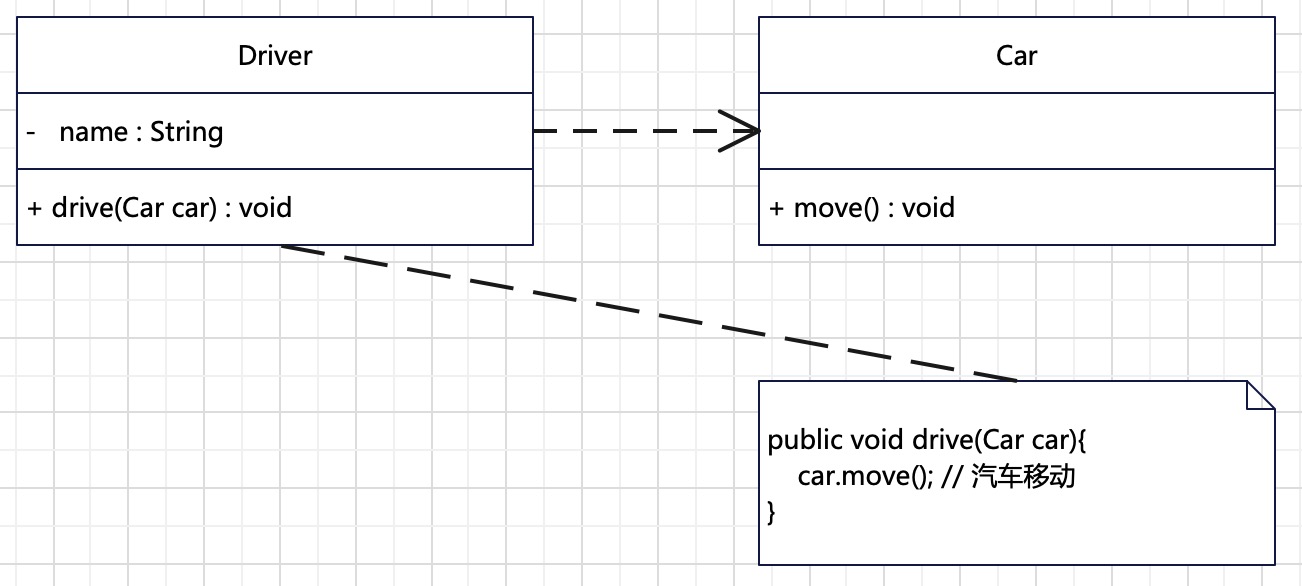 Driver
- name : String
+ drive(Car car) : void
Car
+ move() : void
public void drive(Car car){
car.move(); // 汽车移动
}